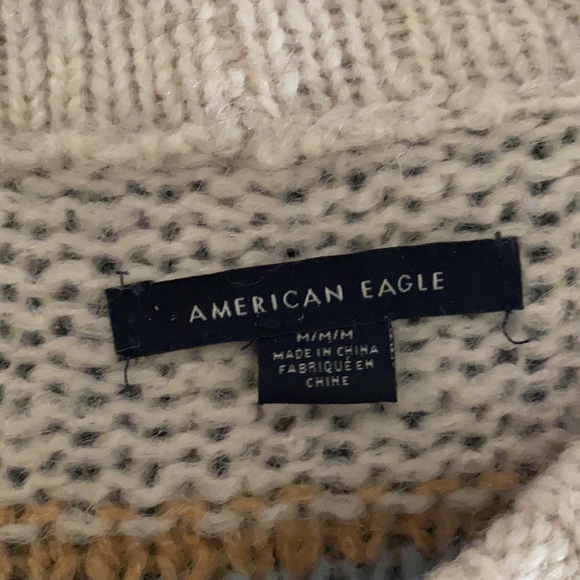 AMERICAN EAGLE
M/M/M
MADE IN CHINA
FABRIQUÉ EN
CHINE